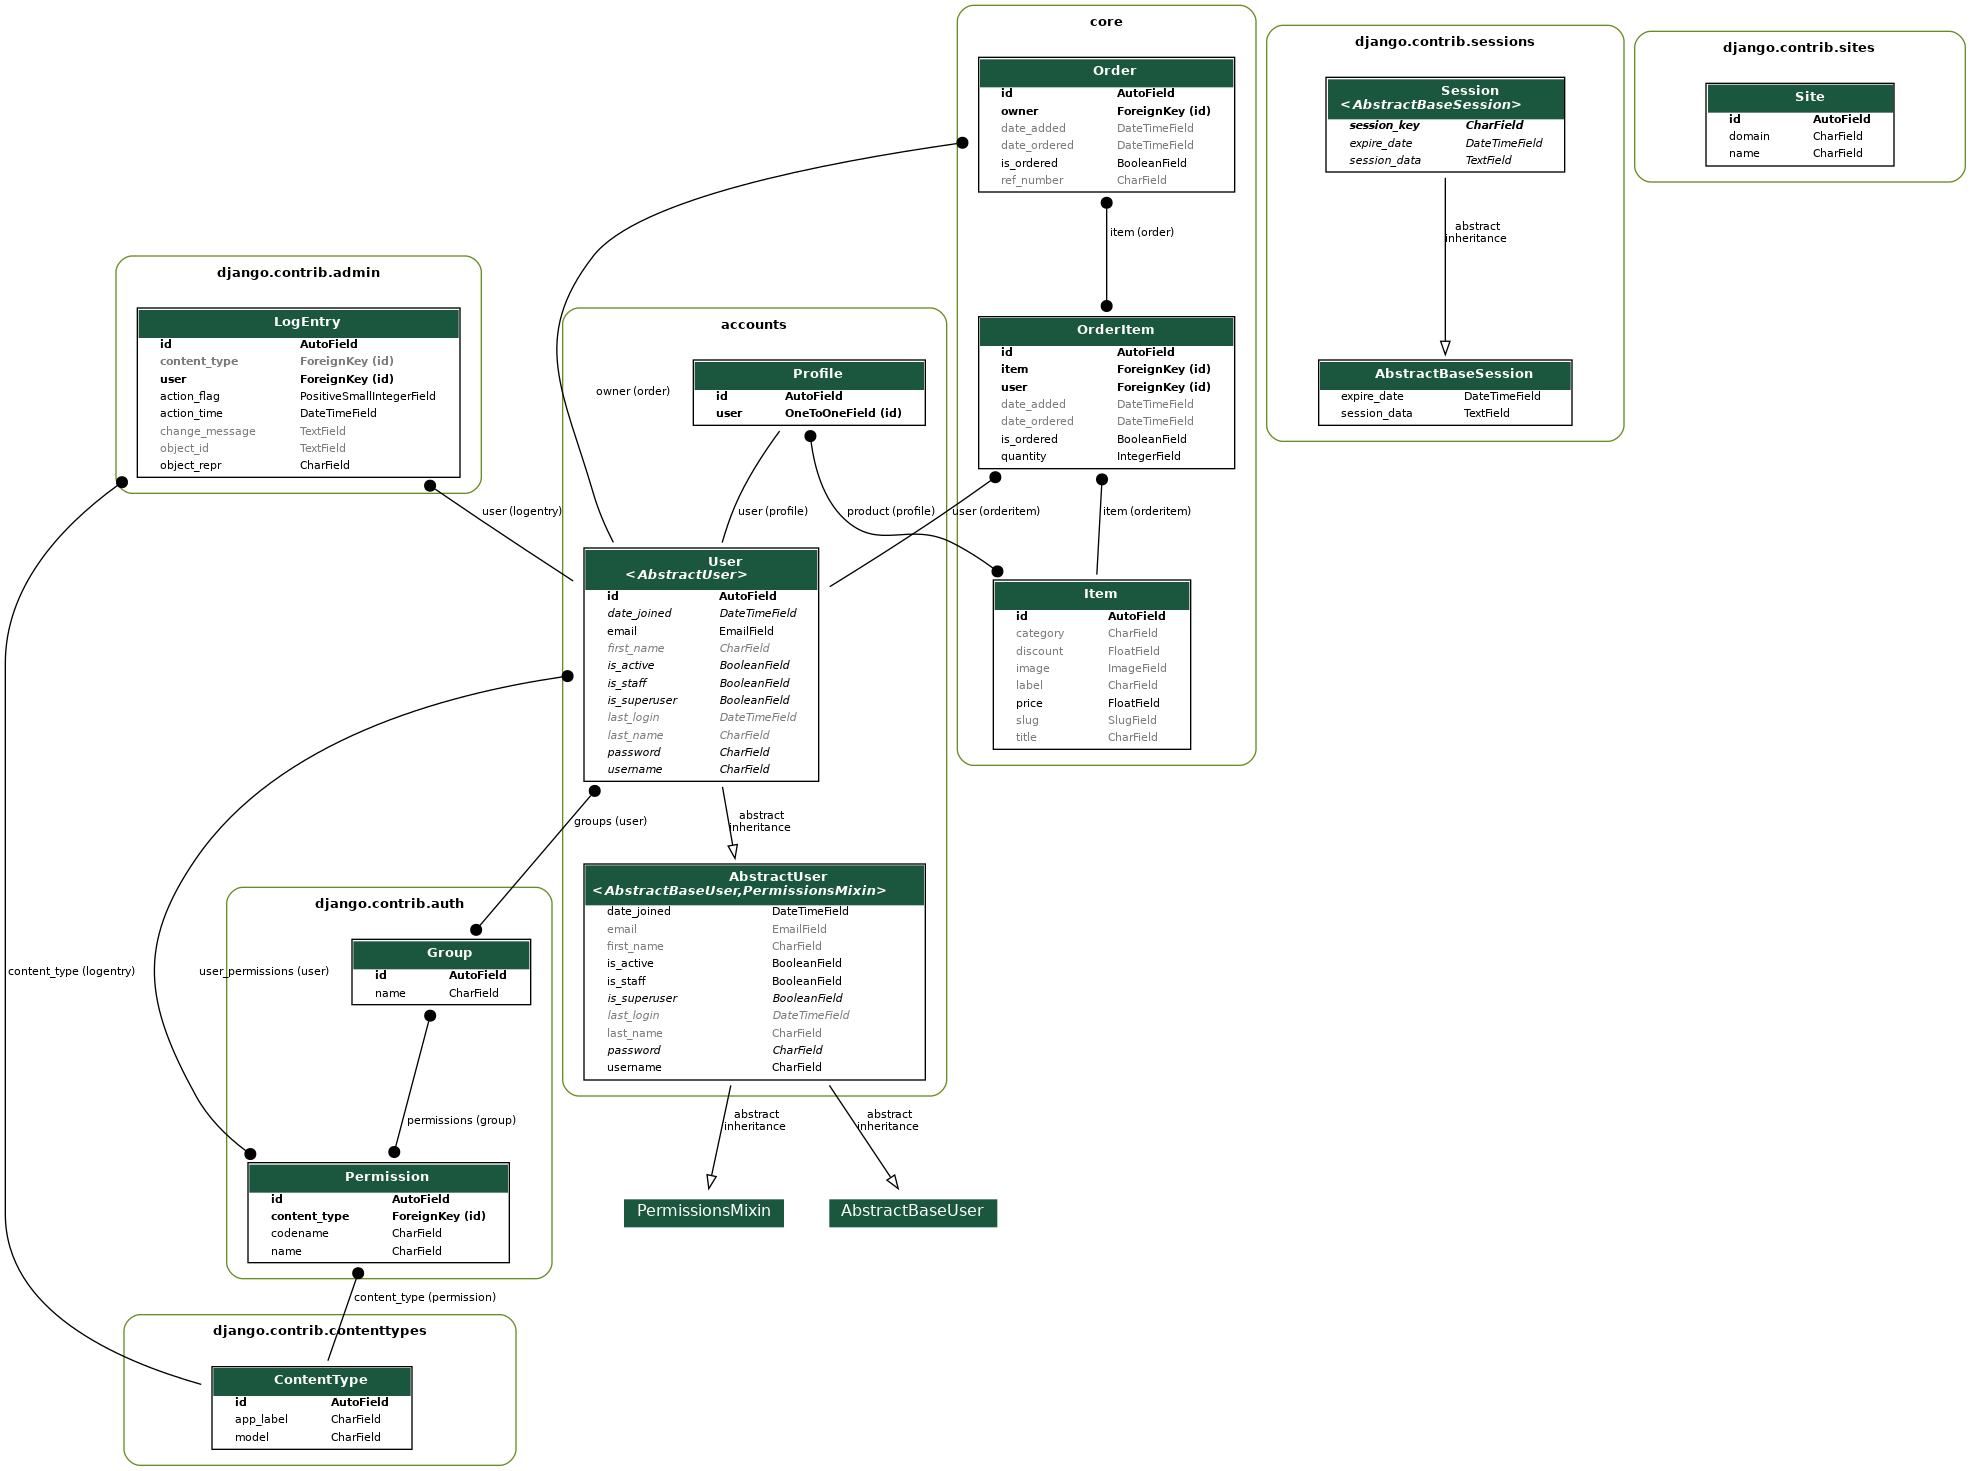 core
Order
id AutoField
owner ForeignKey (id)
date_added DateTimeField
date_ordered DateTimeField
is_ordered BooleanField
ref_number CharField
item (order)
OrderItem
id AutoField
item ForeignKey (id)
user ForeignKey (id)
date_added DateTimeField
date_ordered DateTimeField
is_ordered BooleanField
quantity IntegerField
user (orderitem)
item (orderitem)
Item
id AutoField
category CharField
discount FloatField
image ImageField
label CharField
price FloatField
slug SlugField
title CharField
django.contrib.sessions
Session
<AbstractBaseSession>
session_key CharField
expire_date DateTimeField
session_data TextField
abstract
inheritance
AbstractBaseSession
expire_date DateTimeField
session_data TextField
django.contrib.sites
Site
id AutoField
domain CharField
name CharField
django.contrib.admin
LogEntry
id AutoField
content_type ForeignKey (id)
user ForeignKey (id)
action_flag PositiveSmallIntegerField
action_time DateTimeField
change_message TextField
object_id TextField
object_repr CharField
user (logentry)
accounts
owner (order)
Profile
id AutoField
user OneToOneField (id)
user (profile)
product (profile)
User
<AbstractUser>
id AutoField
date_joined DateTimeField
email EmailField
first_name CharField
is_active BooleanField
is_staff BooleanField
is_superuser BooleanField
last_login DateTimeField
last_name CharField
password CharField
username CharField
groups (user)
abstract
inheritance
AbstractUser
<AbstractBaseUser,PermissionsMixin>
date_joined DateTimeField
email EmailField
first_name CharField
is_active BooleanField
is_staff BooleanField
is_superuser BooleanField
last_login DateTimeField
last_name CharField
password CharField
username CharField
abstract
inheritance
abstract
inheritance
PermissionsMixin
AbstractBaseUser
django.contrib.auth
Group
id AutoField
name CharField
content_type (logentry)
user_permissions (user)
permissions (group)
Permission
id AutoField
content_type ForeignKey (id)
codename CharField
name CharField
content_type (permission)
django.contrib.contenttypes
ContentType
id AutoField
app_label CharField
model CharField